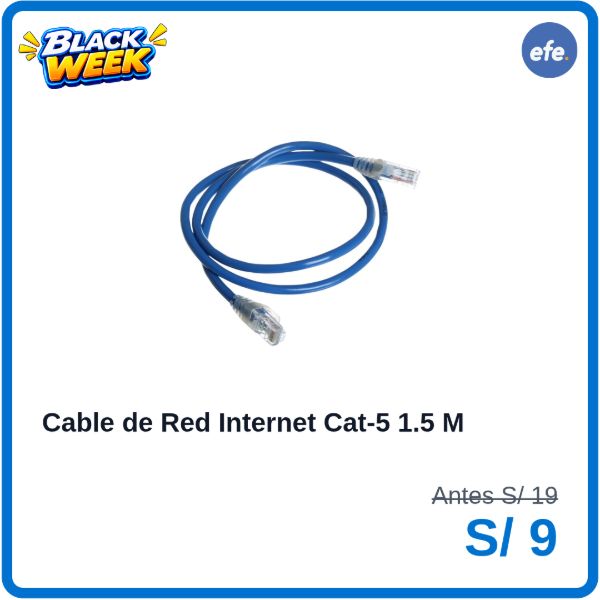 BLACK
WEEK
efe.
Cable de Red Internet Cat-5 1.5 M
Antes S/ 19
S/ 9